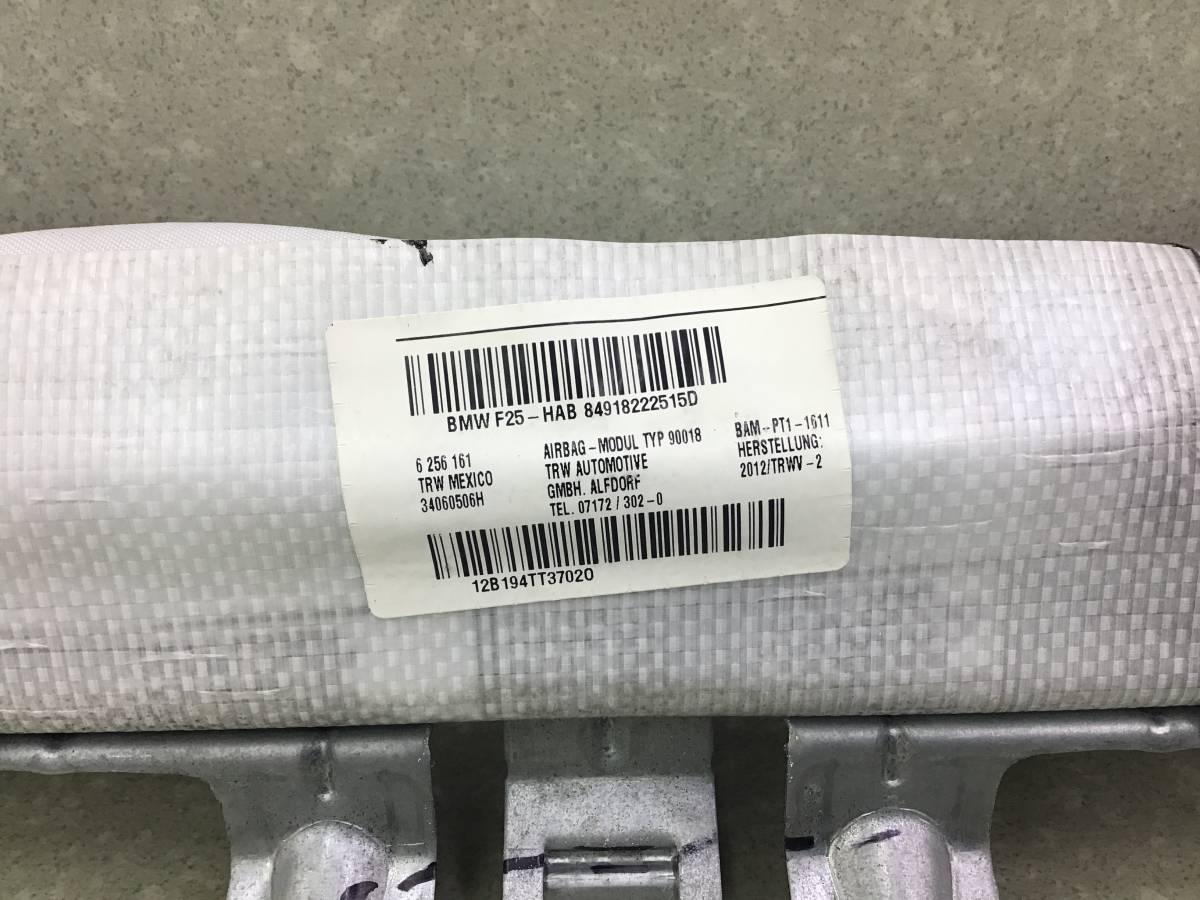 BMW F25-HAB 84918222515D
6 256 161
TRW MEXICO
34060506H
AIRBAG-MODUL TYP 90018
TRW AUTOMOTIVE
GMBH. ALFDORF
TEL. 07172 / 302-0
BAM--PT1-1611
HERSTELLUNG:
2012/TRWV-2
12B194TT3702O